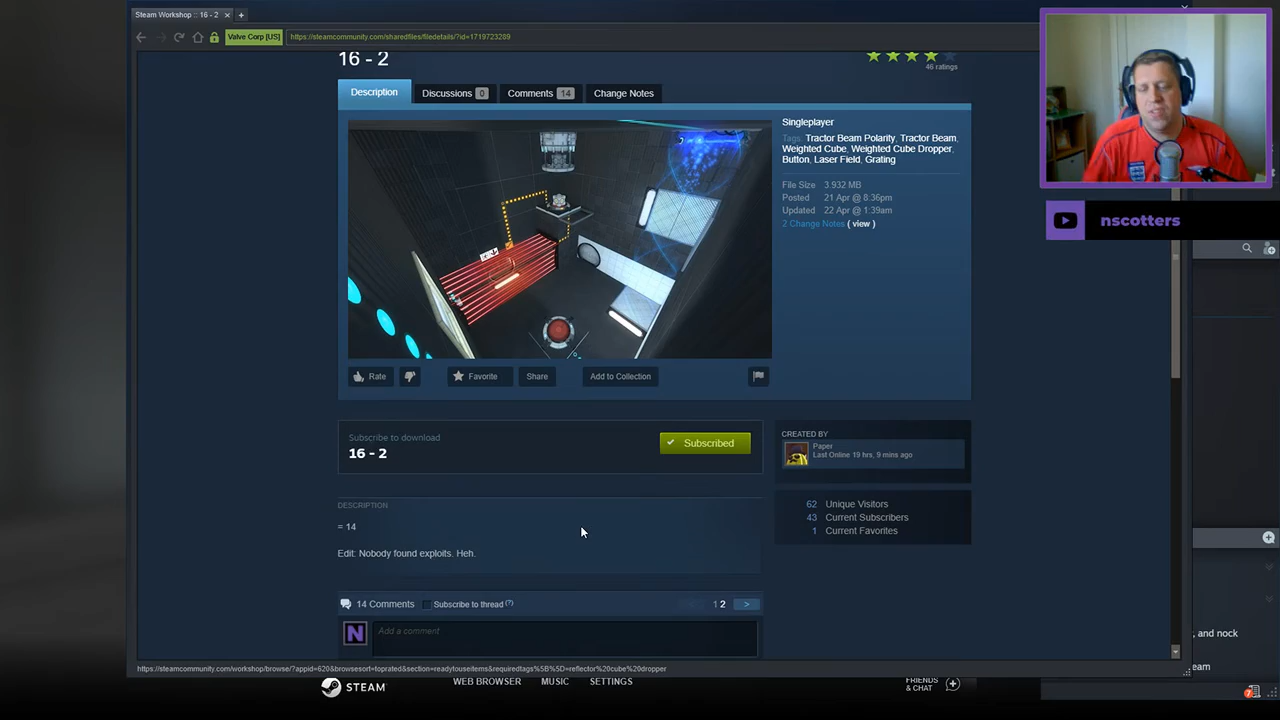 Steam Workshop :: 16 - 2
Valve Corp [US]
https://steamcommunity.com/sharedfiles/filedetails/?id=1719723289
16 - 2
46 ratings
Description
Discussions 0
Comments 14
Change Notes
Singleplayer
Tags: Tractor Beam Polarity, Tractor Beam,
Weighted Cube, Weighted Cube Dropper,
Button, Laser Field, Grating
File Size 3.932 MB
Posted 21 Apr @ 8:36pm
Updated 22 Apr @ 1:39am
2 Change Notes ( view )
Rate
Favorite
Share
Add to Collection
Subscribe to download
16 - 2
Subscribed
CREATED BY
Paper
Last Online 19 hrs, 9 mins ago
62 Unique Visitors
43 Current Subscribers
1 Current Favorites
DESCRIPTION
= 14
Edit: Nobody found exploits. Heh.
14 Comments Subscribe to thread (?)
< 1 2 >
N
Add a comment
https://steamcommunity.com/workshop/browse/?appid=620&browsesort=toprated&section=readytouseitems&requiredtags%5B%5D=reflector%20cube%20dropper
STEAM
WEB BROWSER
MUSIC
SETTINGS
FRIENDS
& CHAT
nscotters
, and nock
eam
7